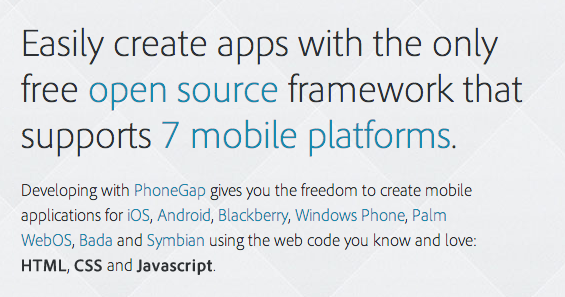 Easily create apps with the only
free open source framework that
supports 7 mobile platforms.
Developing with PhoneGap gives you the freedom to create mobile
applications for iOS, Android, Blackberry, Windows Phone, Palm
WebOS, Bada and Symbian using the web code you know and love:
HTML, CSS and Javascript.